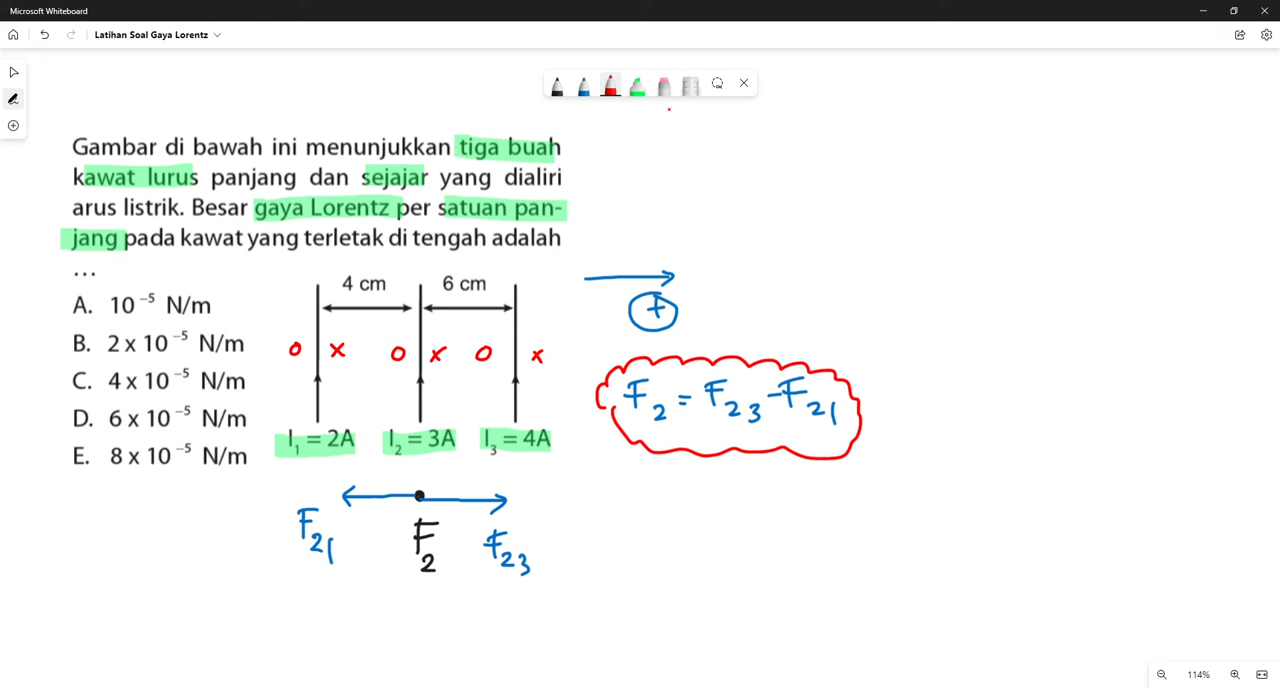 Microsoft Whiteboard
Latihan Soal Gaya Lorentz
Gambar di bawah ini menunjukkan tiga buah
kawat lurus panjang dan sejajar yang dialiri
arus listrik. Besar gaya Lorentz per satuan pan-
jang pada kawat yang terletak di tengah adalah
...
A. 10⁻⁵ N/m
B. 2 x 10⁻⁵ N/m
C. 4 x 10⁻⁵ N/m
D. 6 x 10⁻⁵ N/m
E. 8 x 10⁻⁵ N/m
4 cm 6 cm
o x o x o x
I₁ = 2A I₂ = 3A I₃ = 4A
+
F₂ = F₂₃ - F₂₁
F₂₁ F₂ F₂₃
114%